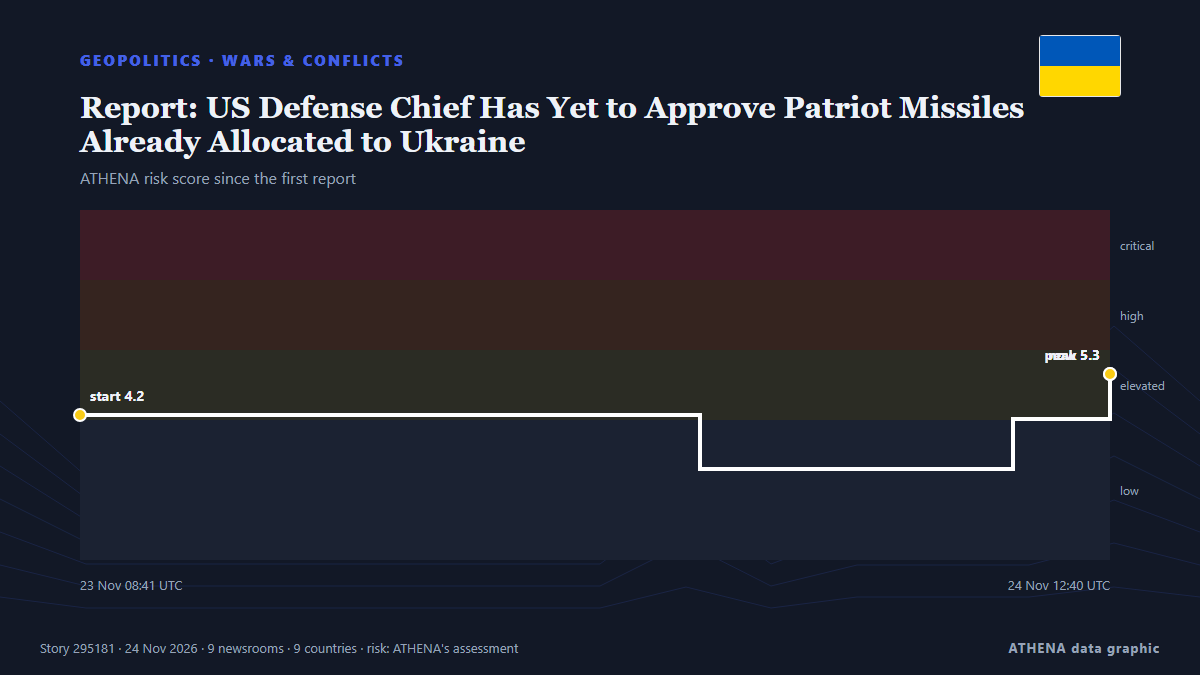 GEOPOLITICS · WARS & CONFLICTS
Report: US Defense Chief Has Yet to Approve Patriot Missiles
Already Allocated to Ukraine
ATHENA risk score since the first report
critical
high
5.3
elevated
start 4.2
low
23 Nov 08:41 UTC
24 Nov 12:40 UTC
Story 295181 · 24 Nov 2026 · 9 newsrooms · 9 countries · risk: ATHENA's assessment
ATHENA data graphic